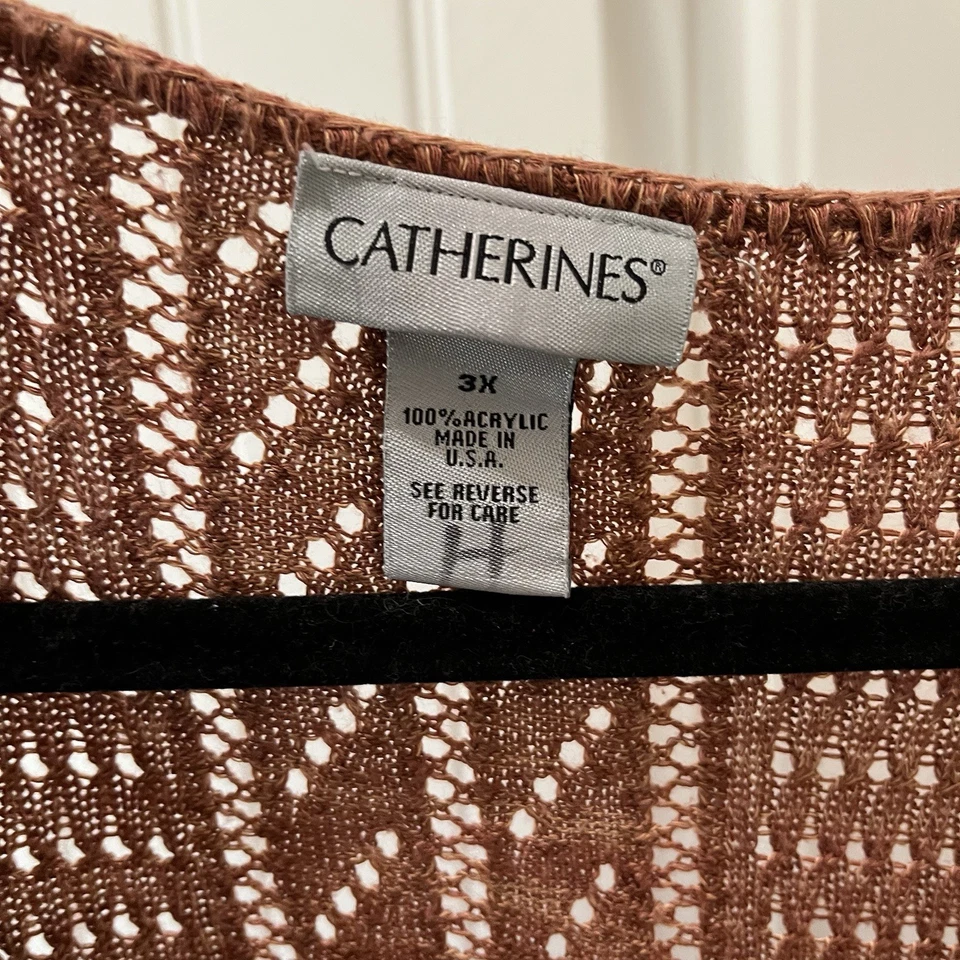 CATHERINES®
3X
100% ACRYLIC
MADE IN
U.S.A.
SEE REVERSE
FOR CARE
H